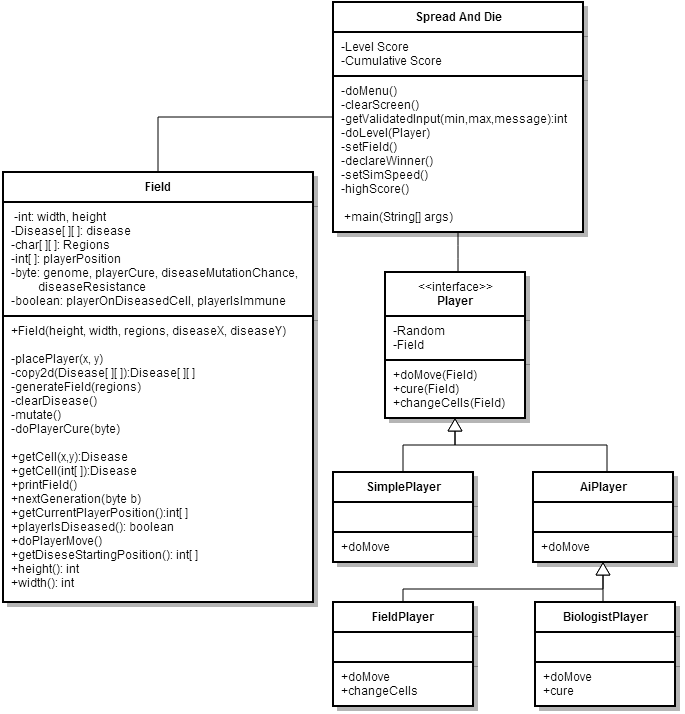 Spread And Die
-Level Score
-Cumulative Score
-doMenu()
-clearScreen()
-getValidatedInput(min,max,message):int
-doLevel(Player)
-setField()
-declareWinner()
-setSimSpeed()
-highScore()
+main(String[] args)
Field
-int: width, height
-Disease[ ][ ]: disease
-char[ ][ ]: Regions
-int[ ]: playerPosition
-byte: genome, playerCure, diseaseMutationChance,
diseaseResistance
-boolean: playerOnDiseasedCell, playerIsImmune
+Field(height, width, regions, diseaseX, diseaseY)
-placePlayer(x, y)
-copy2d(Disease[ ][ ]):Disease[ ][ ]
-generateField(regions)
-clearDisease()
-mutate()
-doPlayerCure(byte)
+getCell(x,y):Disease
+getCell(int[ ]):Disease
+printField()
+nextGeneration(byte b)
+getCurrentPlayerPosition():int[ ]
+playerIsDiseased(): boolean
+doPlayerMove()
+getDiseseStartingPosition(): int[ ]
+height(): int
+width(): int
<<interface>>
Player
-Random
-Field
+doMove(Field)
+cure(Field)
+changeCells(Field)
SimplePlayer
+doMove
AiPlayer
+doMove
FieldPlayer
+doMove
+changeCells
BiologistPlayer
+doMove
+cure